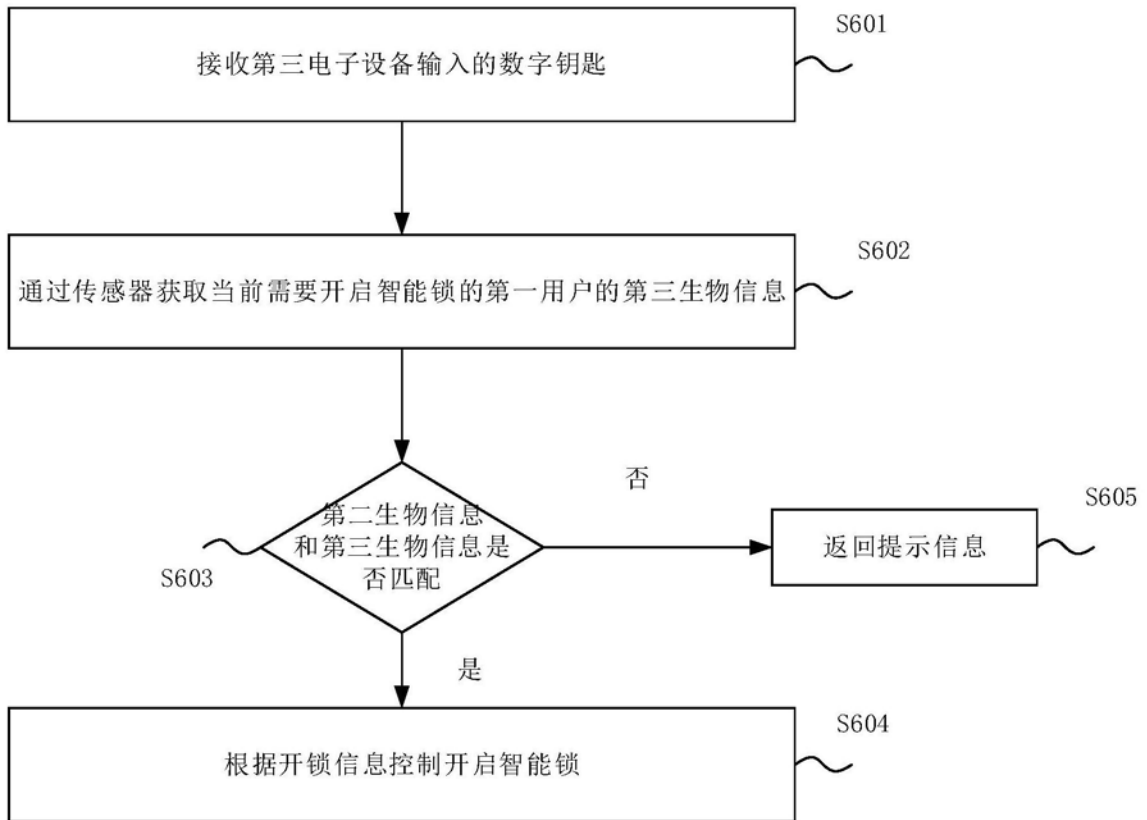 S601
接收第三电子设备输入的数字钥匙
S602
通过传感器获取当前需要开启智能锁的第一用户的第三生物信息
否
第二生物信息
和第三生物信息是
否匹配
S603
S605
返回提示信息
是
S604
根据开锁信息控制开启智能锁